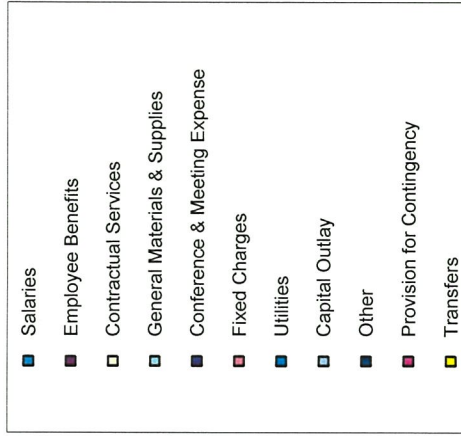 Salaries
Employee Benefits
Contractual Services
General Materials & Supplies
Conference & Meeting Expense
Fixed Charges
Utilities
Capital Outlay
Other
Provision for Contingency
Transfers